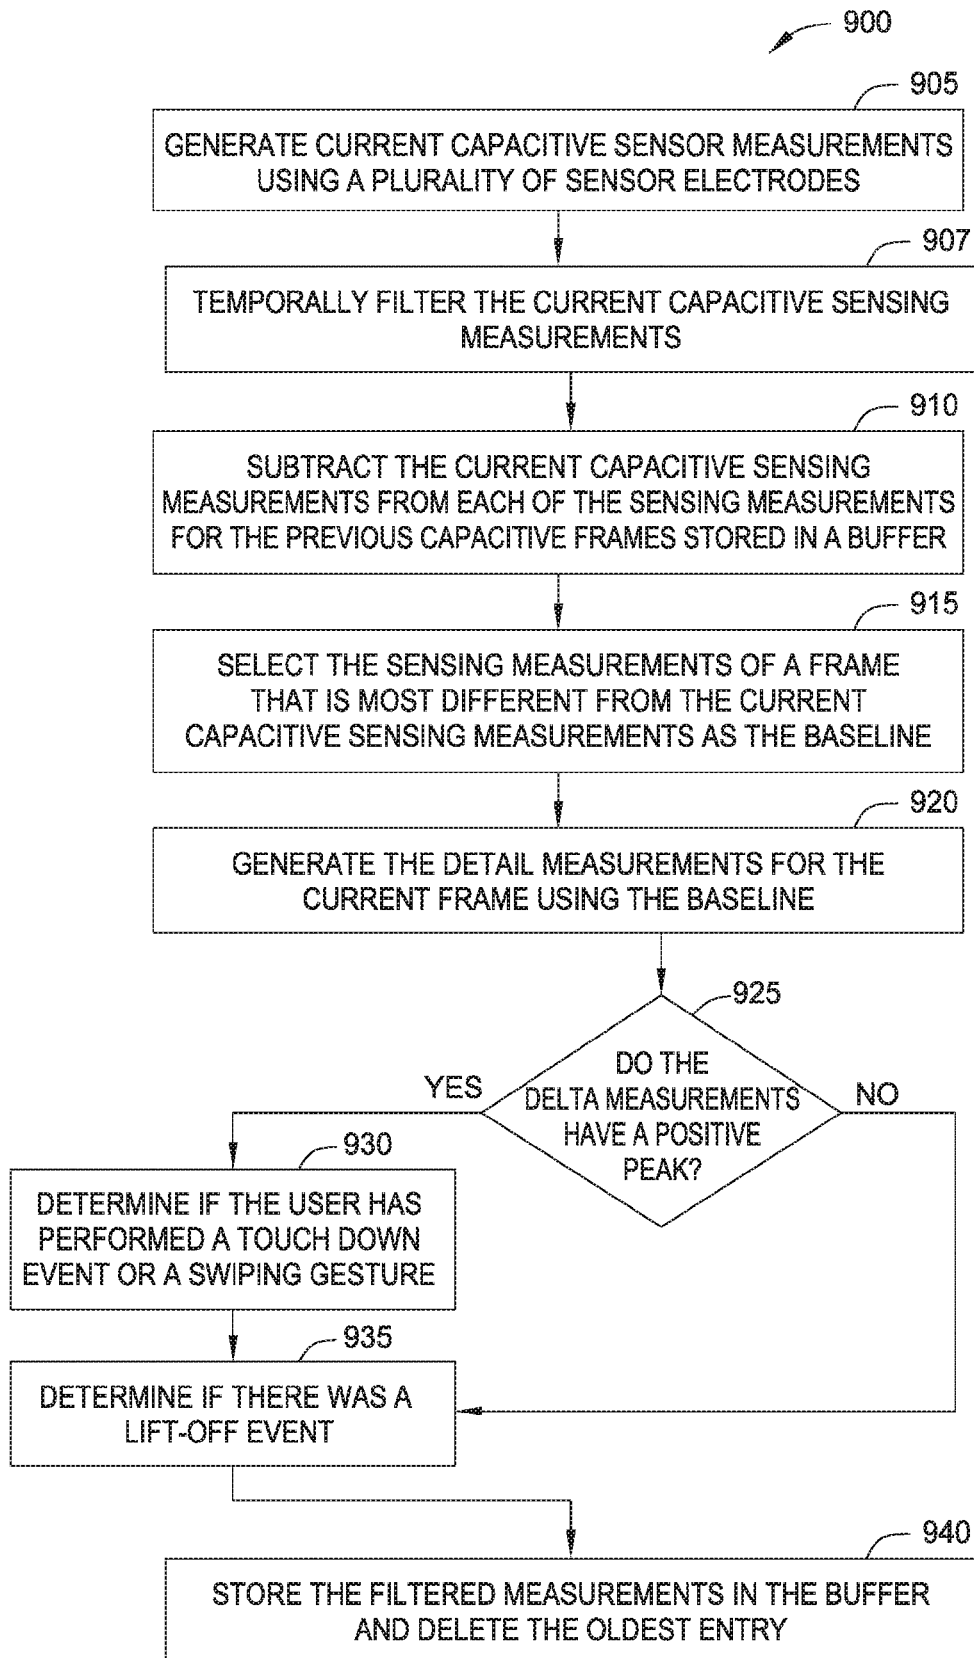 900
905
GENERATE CURRENT CAPACITIVE SENSOR MEASUREMENTS
USING A PLURALITY OF SENSOR ELECTRODES
907
TEMPORALLY FILTER THE CURRENT CAPACITIVE SENSING
MEASUREMENTS
910
SUBTRACT THE CURRENT CAPACITIVE SENSING
MEASUREMENTS FROM EACH OF THE SENSING MEASUREMENTS
FOR THE PREVIOUS CAPACITIVE FRAMES STORED IN A BUFFER
915
SELECT THE SENSING MEASUREMENTS OF A FRAME
THAT IS MOST DIFFERENT FROM THE CURRENT
CAPACITIVE SENSING MEASUREMENTS AS THE BASELINE
920
GENERATE THE DETAIL MEASUREMENTS FOR THE
CURRENT FRAME USING THE BASELINE
925
DO THE
DELTA MEASUREMENTS
HAVE A POSITIVE
PEAK?
YES
NO
930
DETERMINE IF THE USER HAS
PERFORMED A TOUCH DOWN
EVENT OR A SWIPING GESTURE
935
DETERMINE IF THERE WAS A
LIFT-OFF EVENT
940
STORE THE FILTERED MEASUREMENTS IN THE BUFFER
AND DELETE THE OLDEST ENTRY